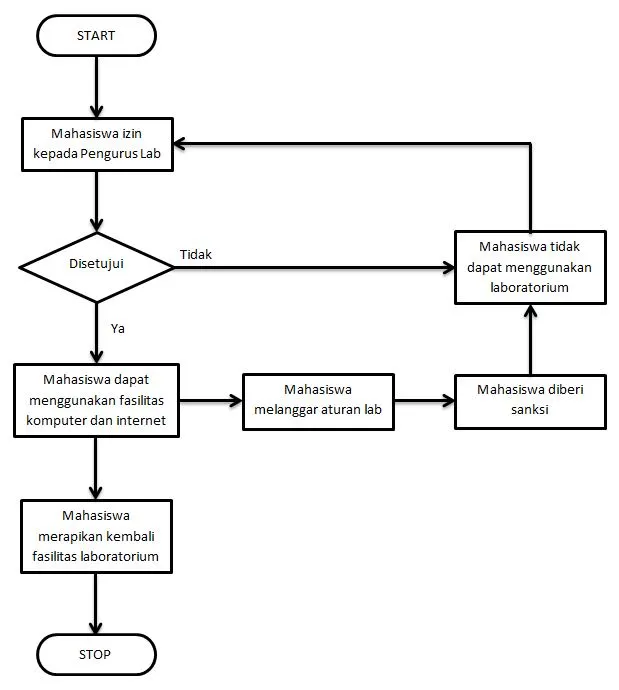 START
Mahasiswa izin
kepada Pengurus Lab
Disetujui
Tidak
Mahasiswa tidak
dapat menggunakan
laboratorium
Ya
Mahasiswa dapat
menggunakan fasilitas
komputer dan internet
Mahasiswa
melanggar aturan lab
Mahasiswa diberi
sanksi
Mahasiswa
merapikan kembali
fasilitas laboratorium
STOP